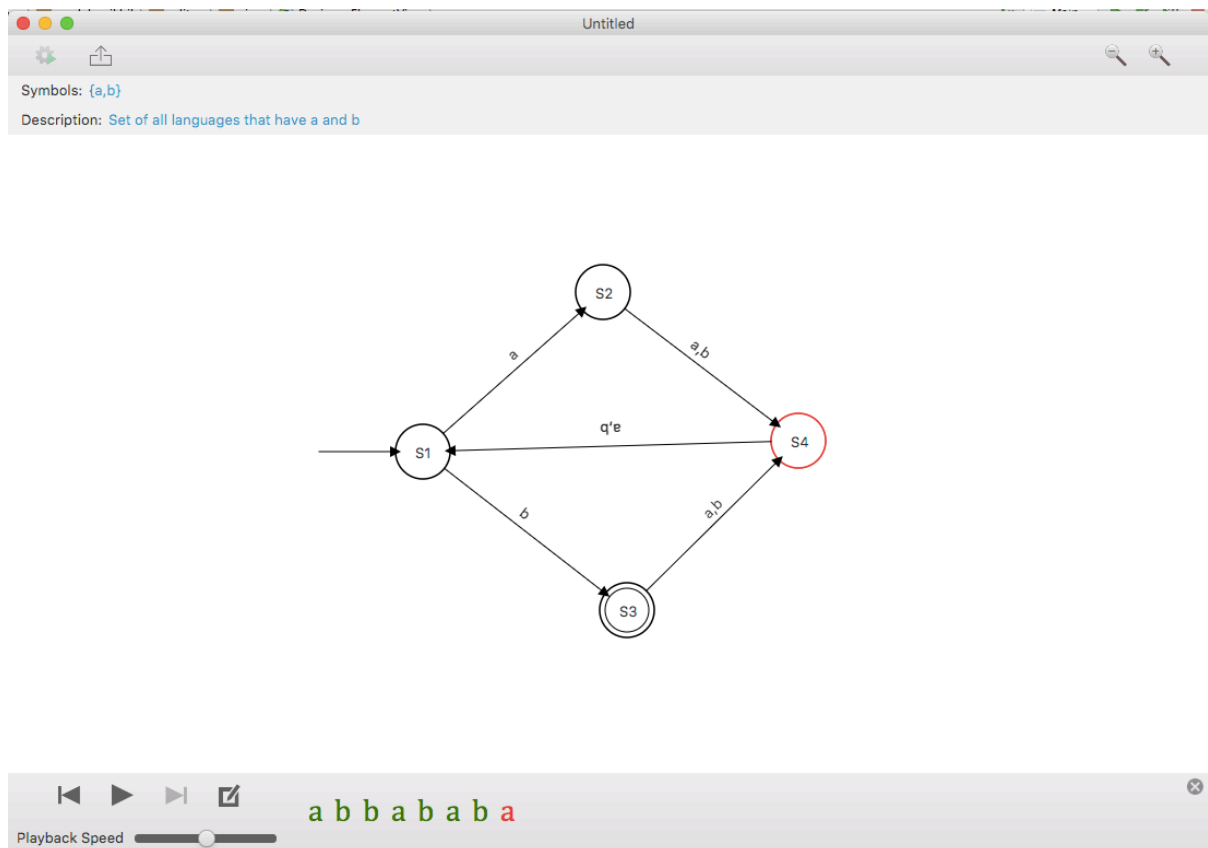 Untitled
Symbols: {a,b}
Description: Set of all languages that have a and b
S2
a
a,b
a,b
S1
S4
b
a,b
S3
a b b a b a b a
Playback Speed